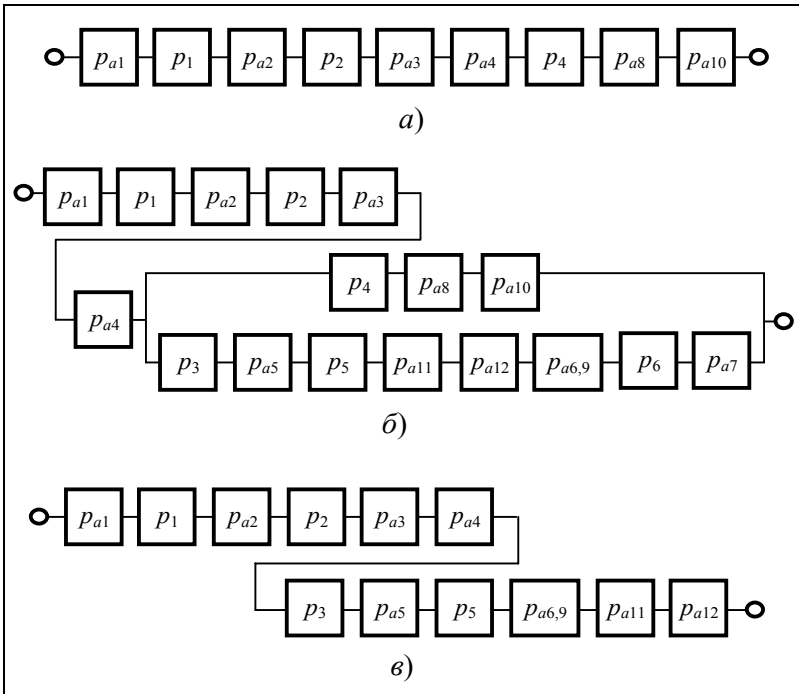 pa1 p1 pa2 p2 pa3 pa4 p4 pa8 pa10
а)
pa1 p1 pa2 p2 pa3
p4 pa8 pa10
pa4
p3 pa5 p5 pa11 pa12 pa6,9 p6 pa7
б)
pa1 p1 pa2 p2 pa3 pa4
p3 pa5 p5 pa6,9 pa11 pa12
в)